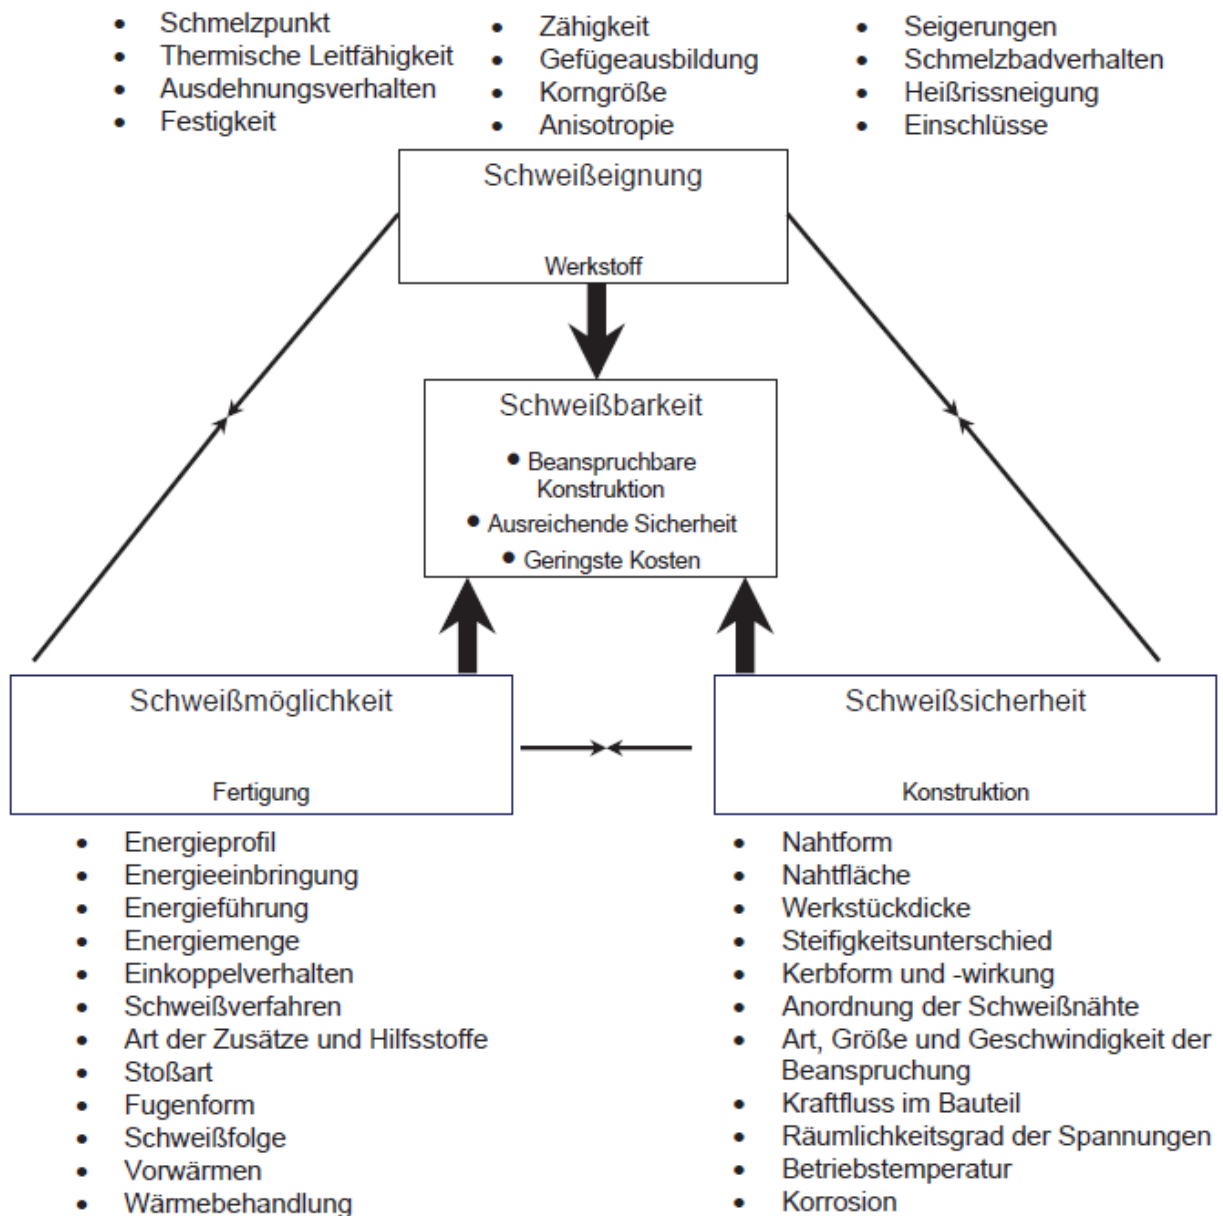 • Schmelzpunkt
• Thermische Leitfähigkeit
• Ausdehnungsverhalten
• Festigkeit
• Zähigkeit
• Gefügeausbildung
• Korngröße
• Anisotropie
• Seigerungen
• Schmelzbadverhalten
• Heißrissneigung
• Einschlüsse
Schweißeignung
Werkstoff
Schweißbarkeit
• Beanspruchbare
Konstruktion
• Ausreichende Sicherheit
• Geringste Kosten
Schweißmöglichkeit
Fertigung
Schweißsicherheit
Konstruktion
• Energieprofil
• Energieeinbringung
• Energieführung
• Energiemenge
• Einkoppelverhalten
• Schweißverfahren
• Art der Zusätze und Hilfsstoffe
• Stoßart
• Fugenform
• Schweißfolge
• Vorwärmen
• Wärmebehandlung
• Nahtform
• Nahtfläche
• Werkstückdicke
• Steifigkeitsunterschied
• Kerbform und -wirkung
• Anordnung der Schweißnähte
• Art, Größe und Geschwindigkeit der
Beanspruchung
• Kraftfluss im Bauteil
• Räumlichkeitsgrad der Spannungen
• Betriebstemperatur
• Korrosion